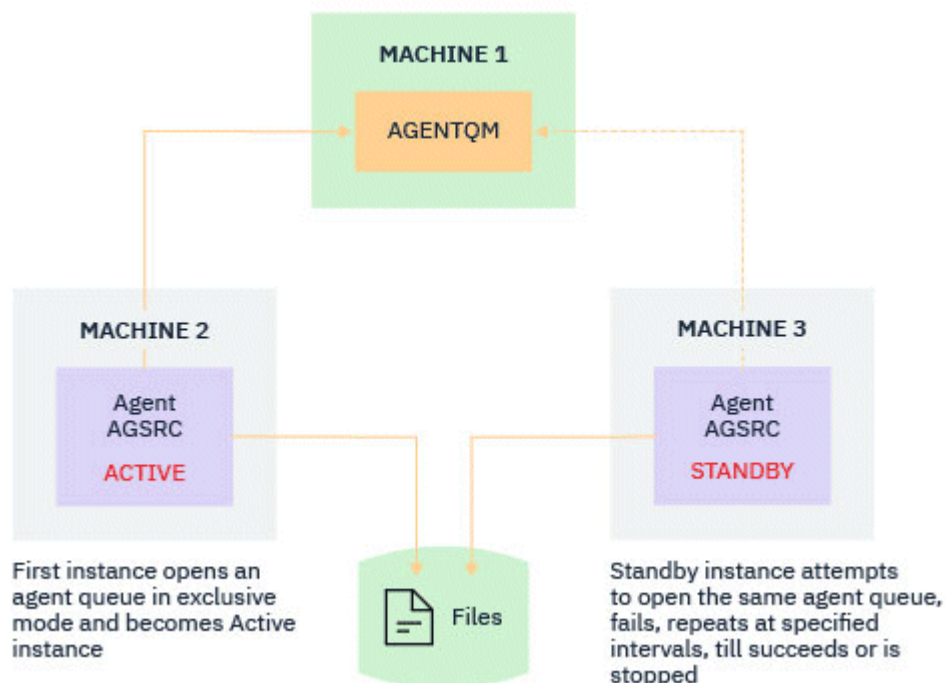 MACHINE 1
AGENTQM
MACHINE 2
Agent
AGSRC
ACTIVE
MACHINE 3
Agent
AGSRC
STANDBY
First instance opens an
agent queue in exclusive
mode and becomes Active
instance
Files
Standby instance attempts
to open the same agent queue,
fails, repeats at specified
intervals, till succeeds or is
stopped